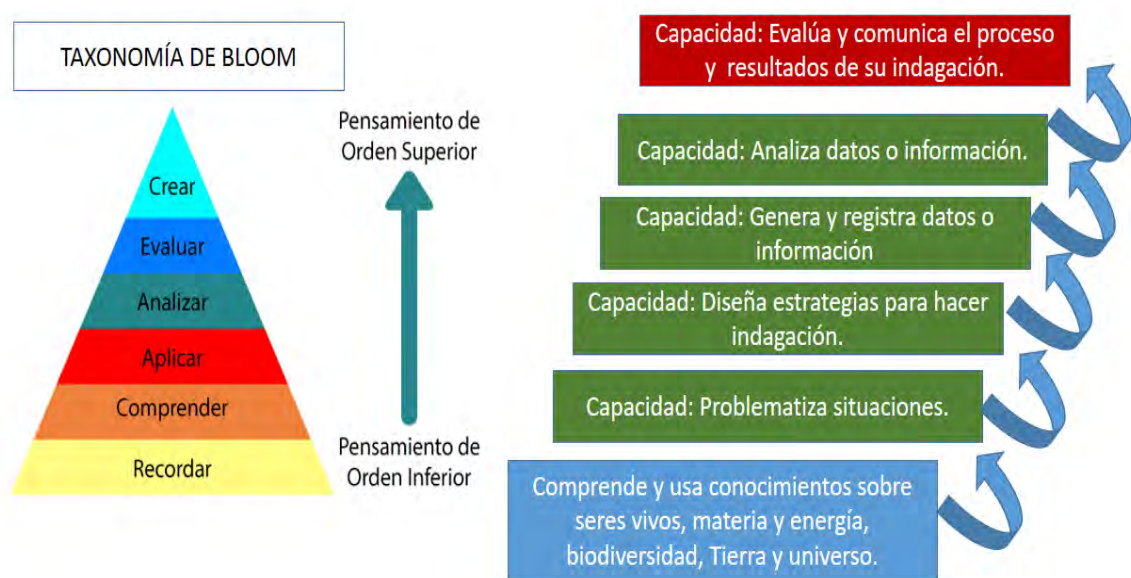 TAXONOMÍA DE BLOOM
Crear
Evaluar
Analizar
Aplicar
Comprender
Recordar
Pensamiento de
Orden Superior
Pensamiento de
Orden Inferior
Capacidad: Evalúa y comunica el proceso
y resultados de su indagación.
Capacidad: Analiza datos o información.
Capacidad: Genera y registra datos o
información
Capacidad: Diseña estrategias para hacer
indagación.
Capacidad: Problematiza situaciones.
Comprende y usa conocimientos sobre
seres vivos, materia y energía,
biodiversidad, Tierra y universo.